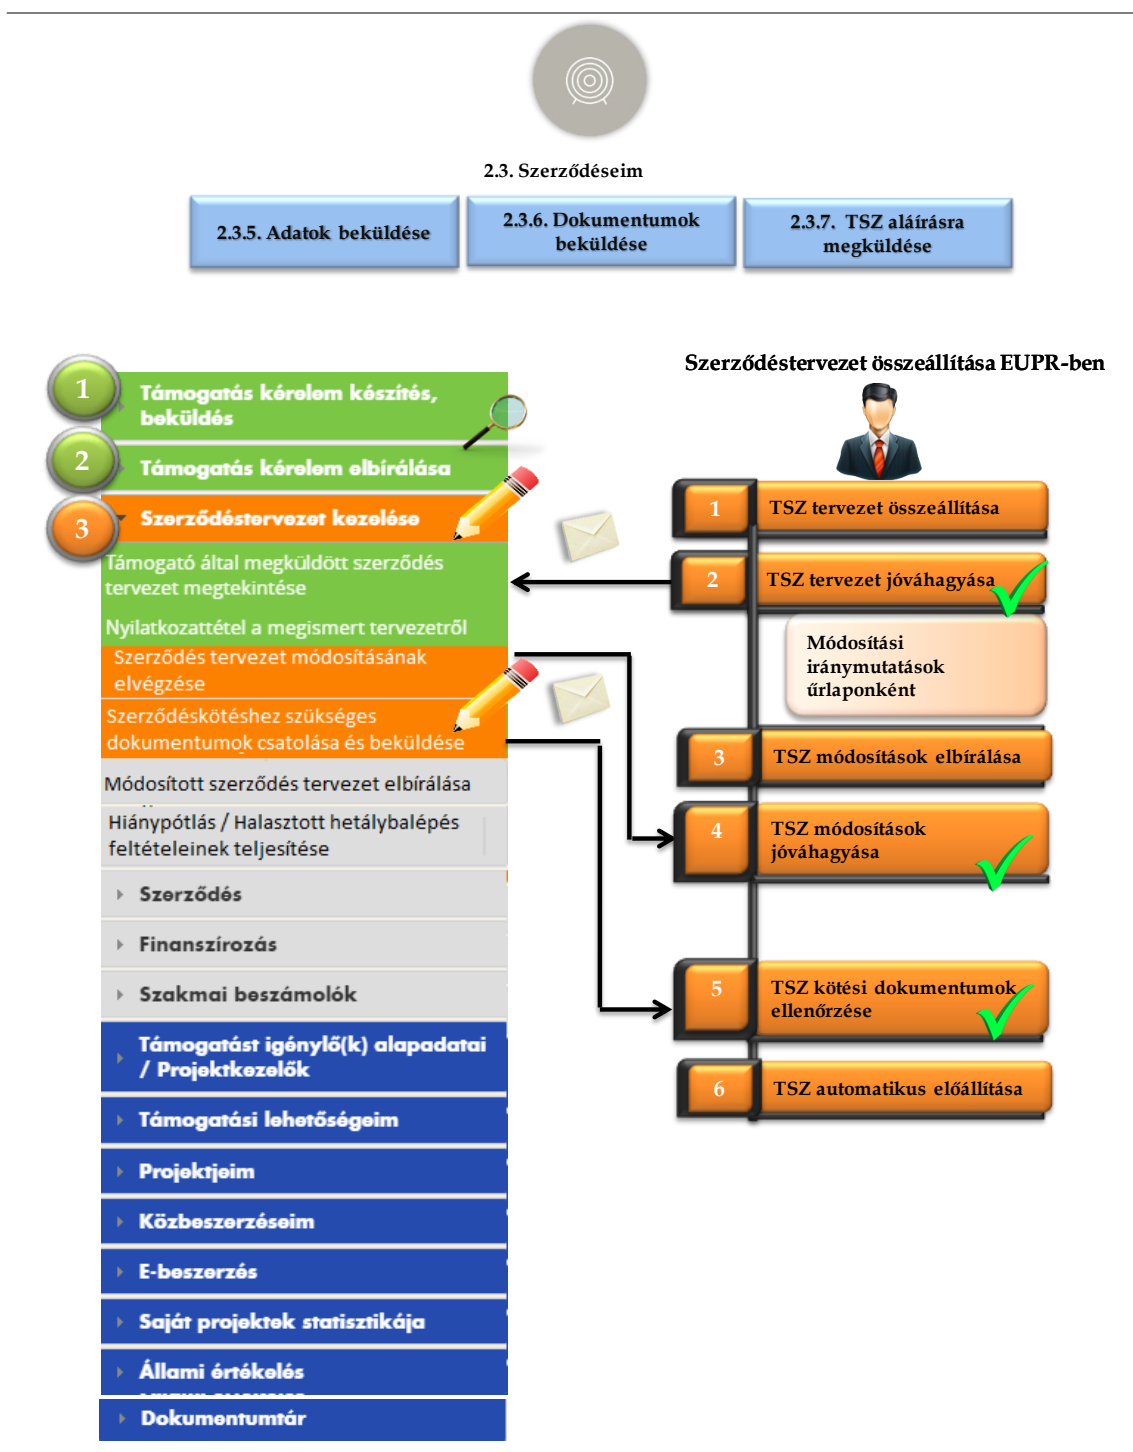 2.3. Szerződéseim
2.3.5. Adatok beküldése
2.3.6. Dokumentumok
beküldése
2.3.7. TSZ aláírásra
megküldése
1
Támogatás kérelem készítés,
beküldés
2
Támogatás kérelem elbírálása
3
Szerződéstervezet kezelése
Támogató által megküldött szerződés
tervezet megtekintése
Nyilatkozattétel a megismert tervezetről
Szerződés tervezet módosításának
elvégzése
Szerződéskötéshez szükséges
dokumentumok csatolása és beküldése
Módosított szerződés tervezet elbírálása
Hiánypótlás / Halasztott hetálybalépés
feltételeinek teljesítése
Szerződés
Finanszírozás
Szakmai beszámolók
Támogatást igénylő(k) alapadatai
/ Projektkezelők
Támogatási lehetőségeim
Projektjeim
Közbeszerzéseim
E-beszerzés
Saját projektek statisztikája
Állami értékelés
Dokumentumtár
Szerződéstervezet összeállítása EUPR-ben
1
TSZ tervezet összeállítása
2
TSZ tervezet jóváhagyása
Módosítási
iránymutatások
űrlaponként
3
TSZ módosítások elbírálása
4
TSZ módosítások
jóváhagyása
5
TSZ kötési dokumentumok
ellenőrzése
6
TSZ automatikus előállítása